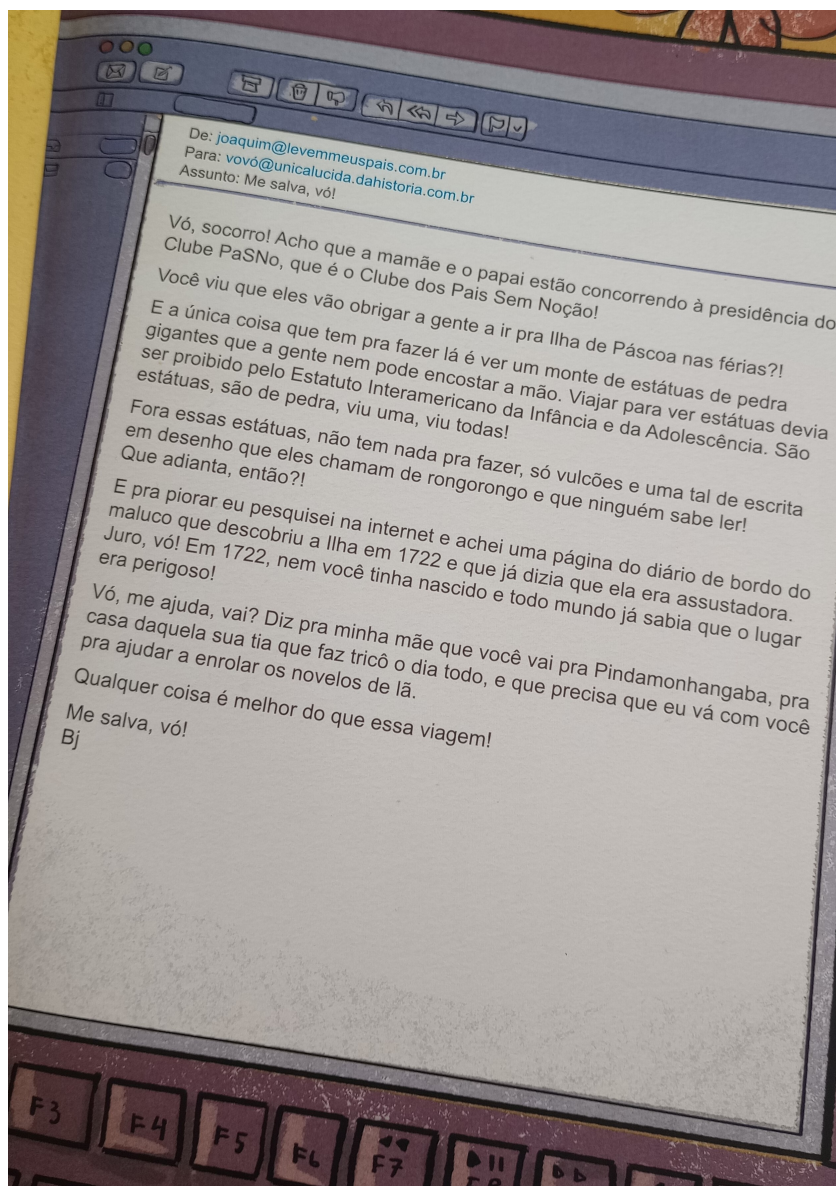 De: joaquim@levemmeuspais.com.br
Para: vovó@unicalucida.dahistoria.com.br
Assunto: Me salva, vó!
Vó, socorro! Acho que a mamãe e o papai estão concorrendo à presidência do
Clube PaSNo, que é o Clube dos Pais Sem Noção!
Você viu que eles vão obrigar a gente a ir pra Ilha de Páscoa nas férias?!
E a única coisa que tem pra fazer lá é ver um monte de estátuas de pedra
gigantes que a gente nem pode encostar a mão. Viajar para ver estátuas devia
ser proibido pelo Estatuto Interamericano da Infância e da Adolescência. São
estátuas, são de pedra, viu uma, viu todas!
Fora essas estátuas, não tem nada pra fazer, só vulcões e uma tal de escrita
em desenho que eles chamam de rongorongo e que ninguém sabe ler!
Que adianta, então?!
E pra piorar eu pesquisei na internet e achei uma página do diário de bordo do
maluco que descobriu a Ilha em 1722 e que já dizia que ela era assustadora.
Juro, vó! Em 1722, nem você tinha nascido e todo mundo já sabia que o lugar
era perigoso!
Vó, me ajuda, vai? Diz pra minha mãe que você vai pra Pindamonhangaba, pra
casa daquela sua tia que faz tricô o dia todo, e que precisa que eu vá com você
pra ajudar a enrolar os novelos de lã.
Qualquer coisa é melhor do que essa viagem!
Me salva, vó!
Bj
F3 F4 F5 F6 F7